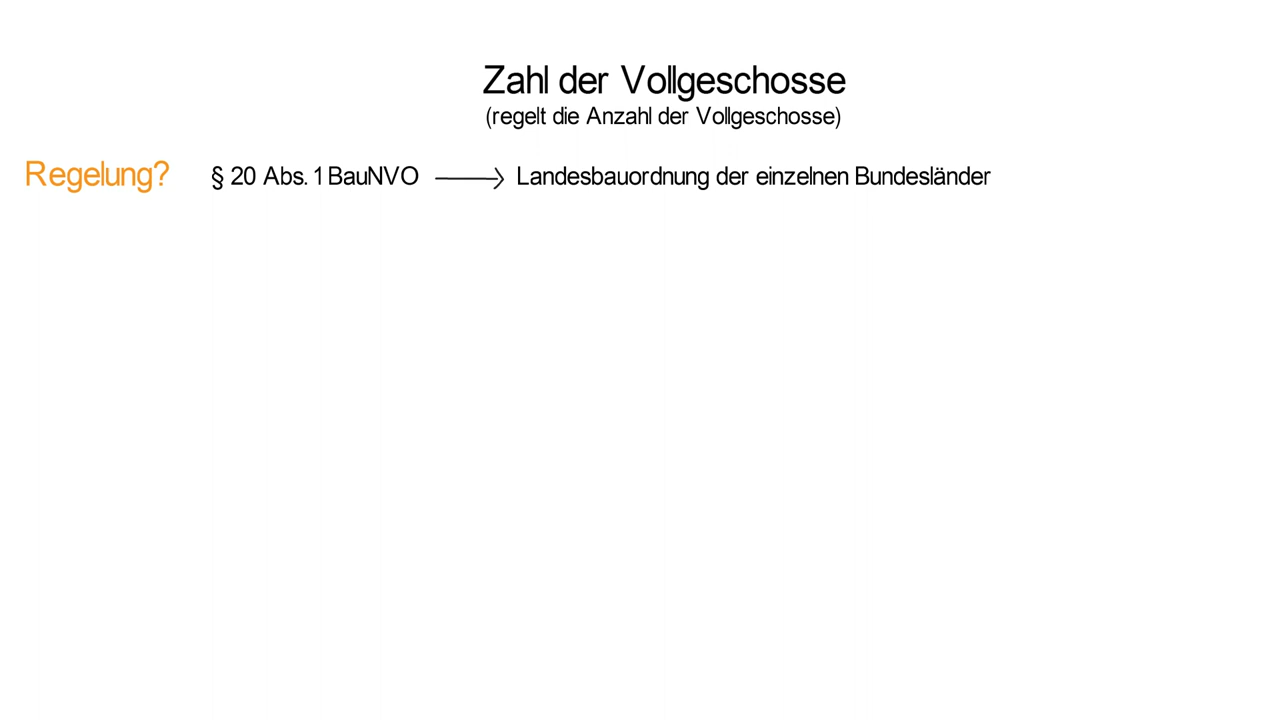 Zahl der Vollgeschosse
(regelt die Anzahl der Vollgeschosse)
Regelung? § 20 Abs. 1 BauNVO → Landesbauordnung der einzelnen Bundesländer